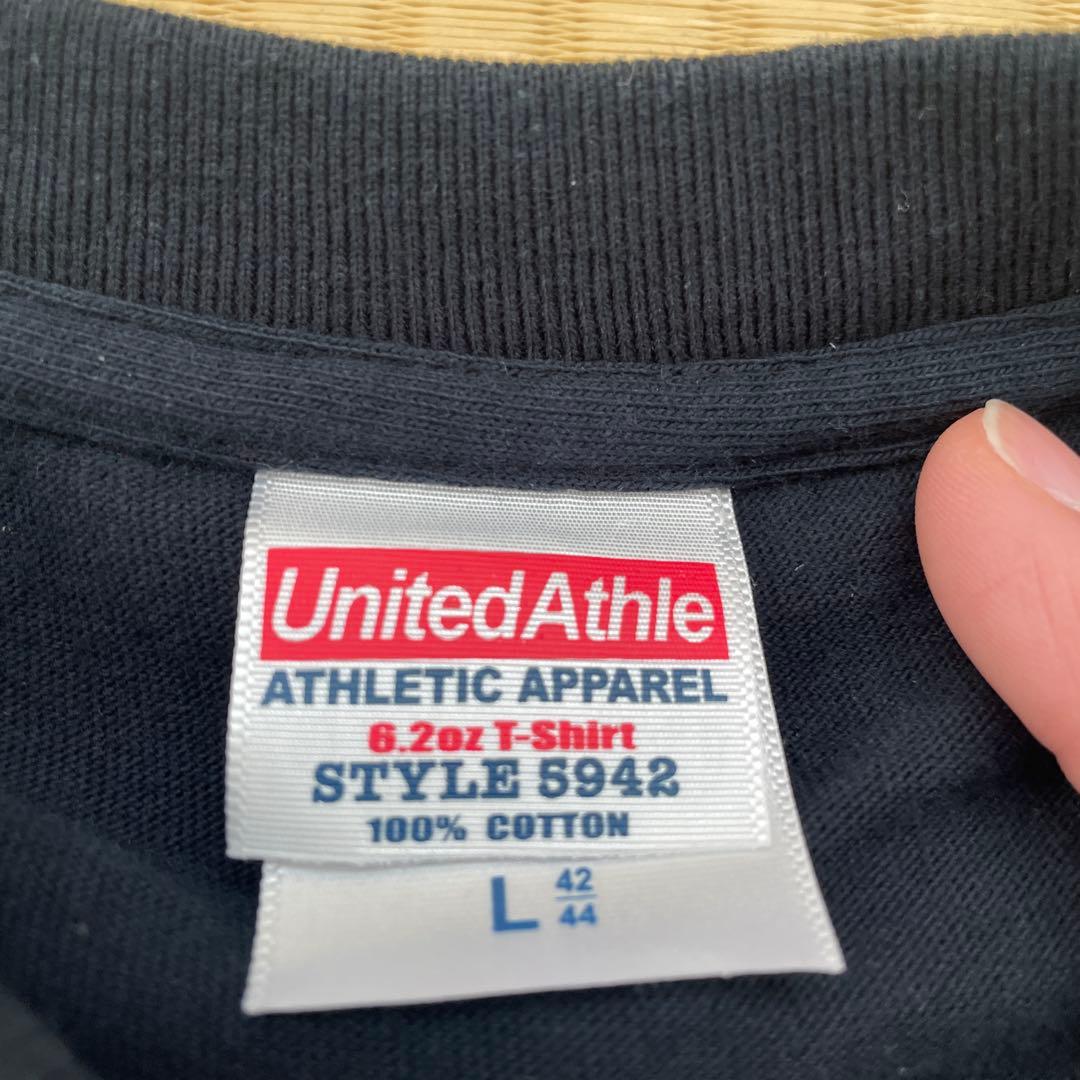 UnitedAthle
ATHLETIC APPAREL
6.2oz T-Shirt
STYLE 5942
100% COTTON
L 42/44